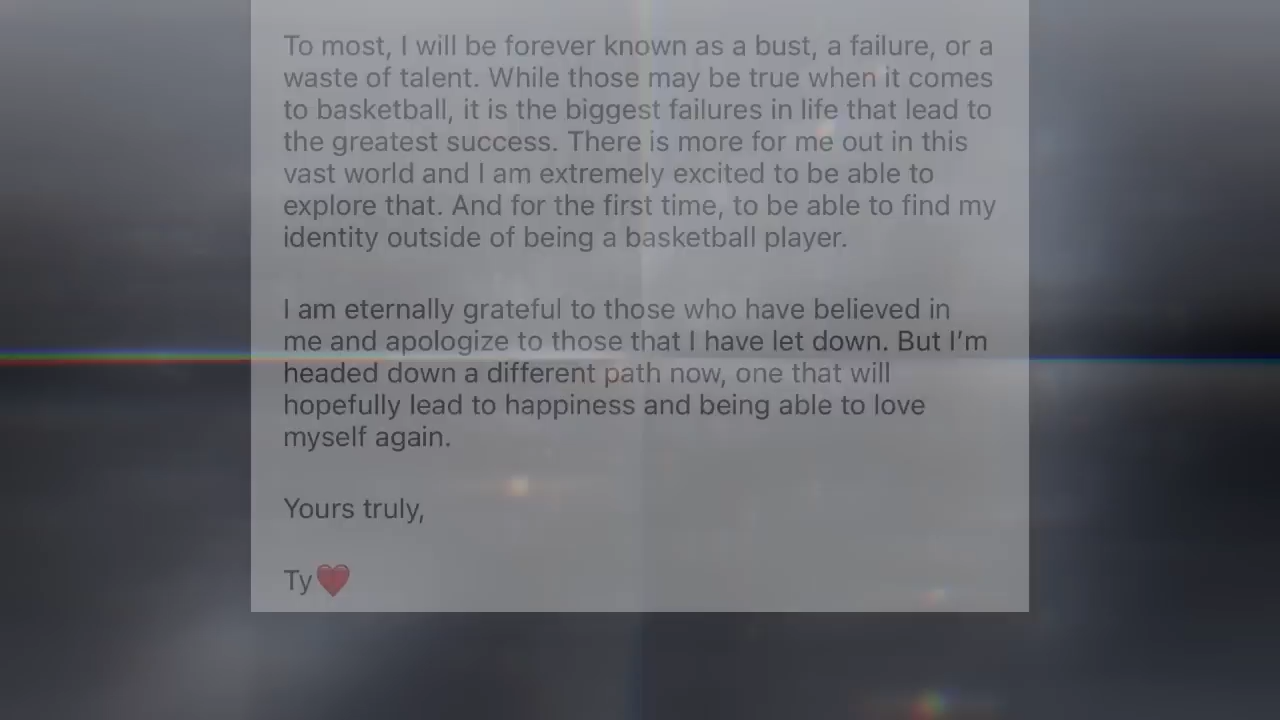 To most, I will be forever known as a bust, a failure, or a
waste of talent. While those may be true when it comes
to basketball, it is the biggest failures in life that lead to
the greatest success. There is more for me out in this
vast world and I am extremely excited to be able to
explore that. And for the first time, to be able to find my
identity outside of being a basketball player.
I am eternally grateful to those who have believed in
me and apologize to those that I have let down. But I’m
headed down a different path now, one that will
hopefully lead to happiness and being able to love
myself again.
Yours truly,
Ty❤️